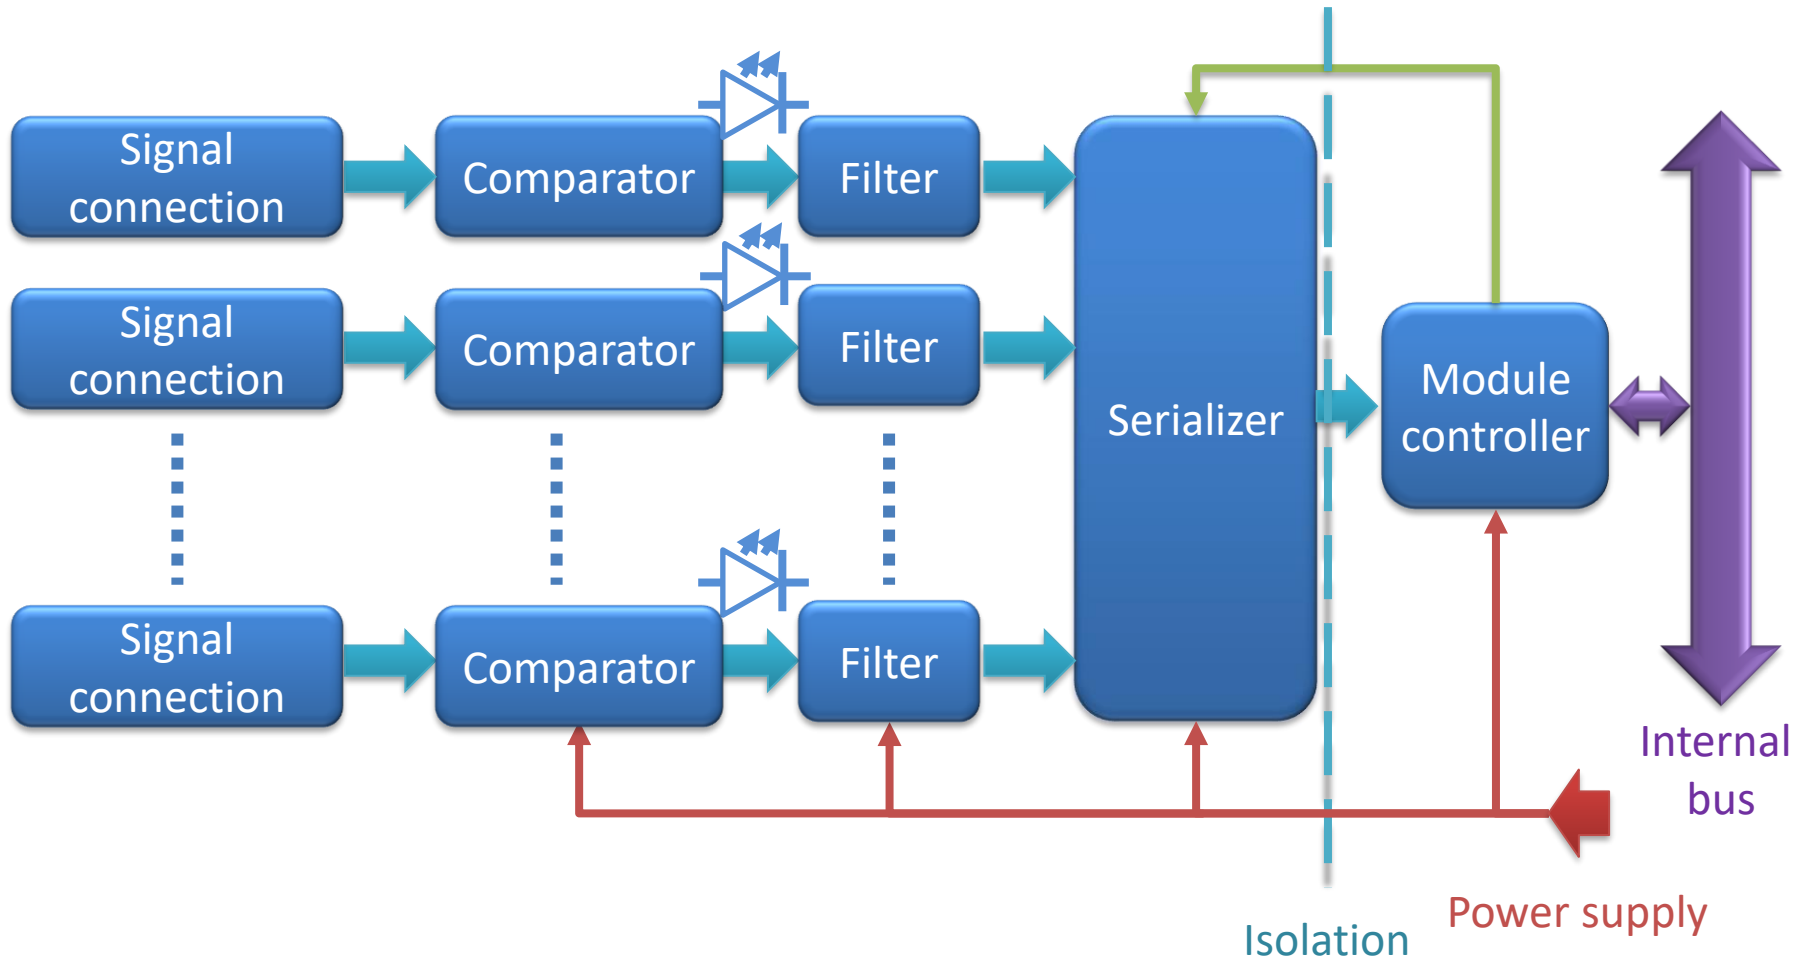 Signal
connection
Comparator
Filter
Signal
connection
Comparator
Filter
Serializer
Module
controller
Signal
connection
Comparator
Filter
Internal
bus
Power supply
Isolation